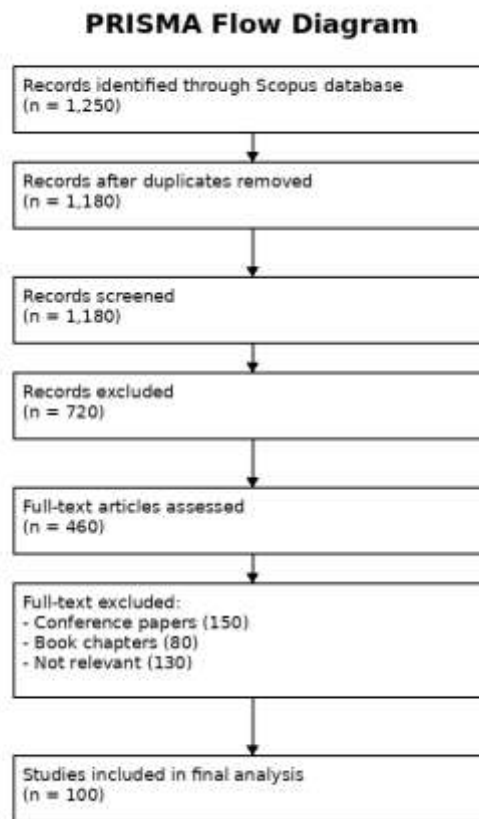 PRISMA Flow Diagram
Records identified through Scopus database
(n = 1,250)
Records after duplicates removed
(n = 1,180)
Records screened
(n = 1,180)
Records excluded
(n = 720)
Full-text articles assessed
(n = 460)
Full-text excluded:
- Conference papers (150)
- Book chapters (80)
- Not relevant (130)
Studies included in final analysis
(n = 100)